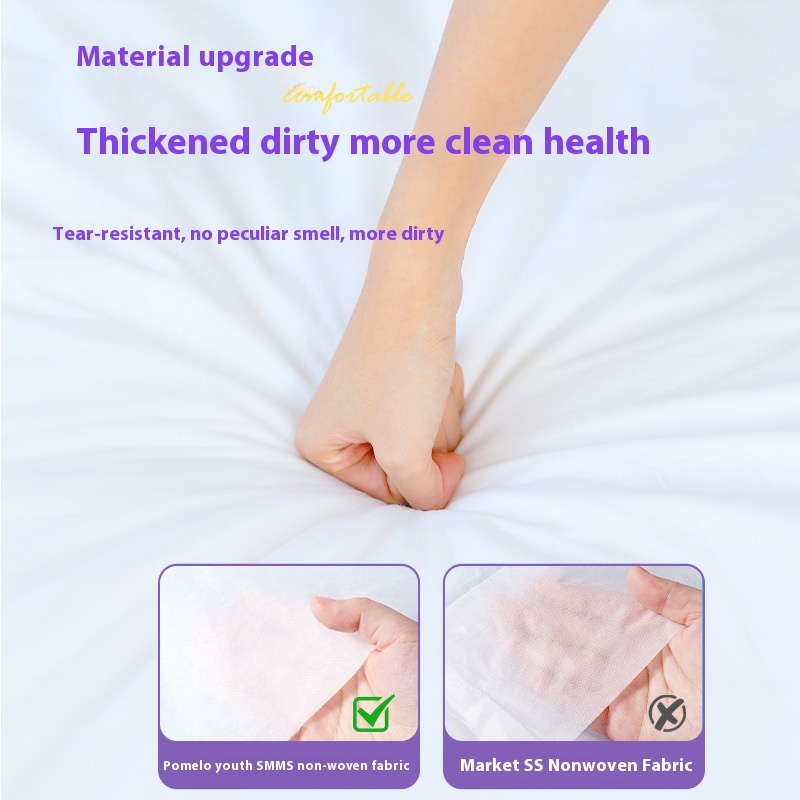 Material upgrade
Comfortable
Thickened dirty more clean health
Tear-resistant, no peculiar smell, more dirty
Pomelo youth SMMS non-woven fabric
Market SS Nonwoven Fabric